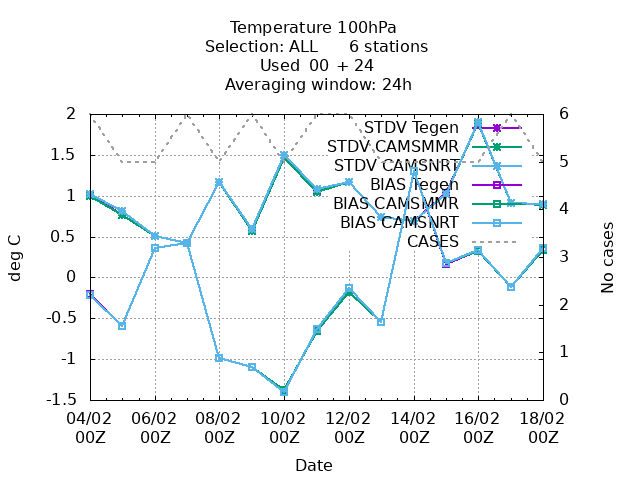 Temperature 100hPa
Selection: ALL      6 stations
Used  00 + 24
Averaging window: 24h
STDV Tegen
STDV CAMSMMR
STDV CAMSNRT
BIAS Tegen
BIAS CAMSMMR
BIAS CAMSNRT
CASES
deg C
2
1.5
1
0.5
0
-0.5
-1
-1.5
No cases
6
5
4
3
2
1
0
04/02 06/02 08/02 10/02 12/02 14/02 16/02 18/02
00Z 00Z 00Z 00Z 00Z 00Z 00Z 00Z
Date